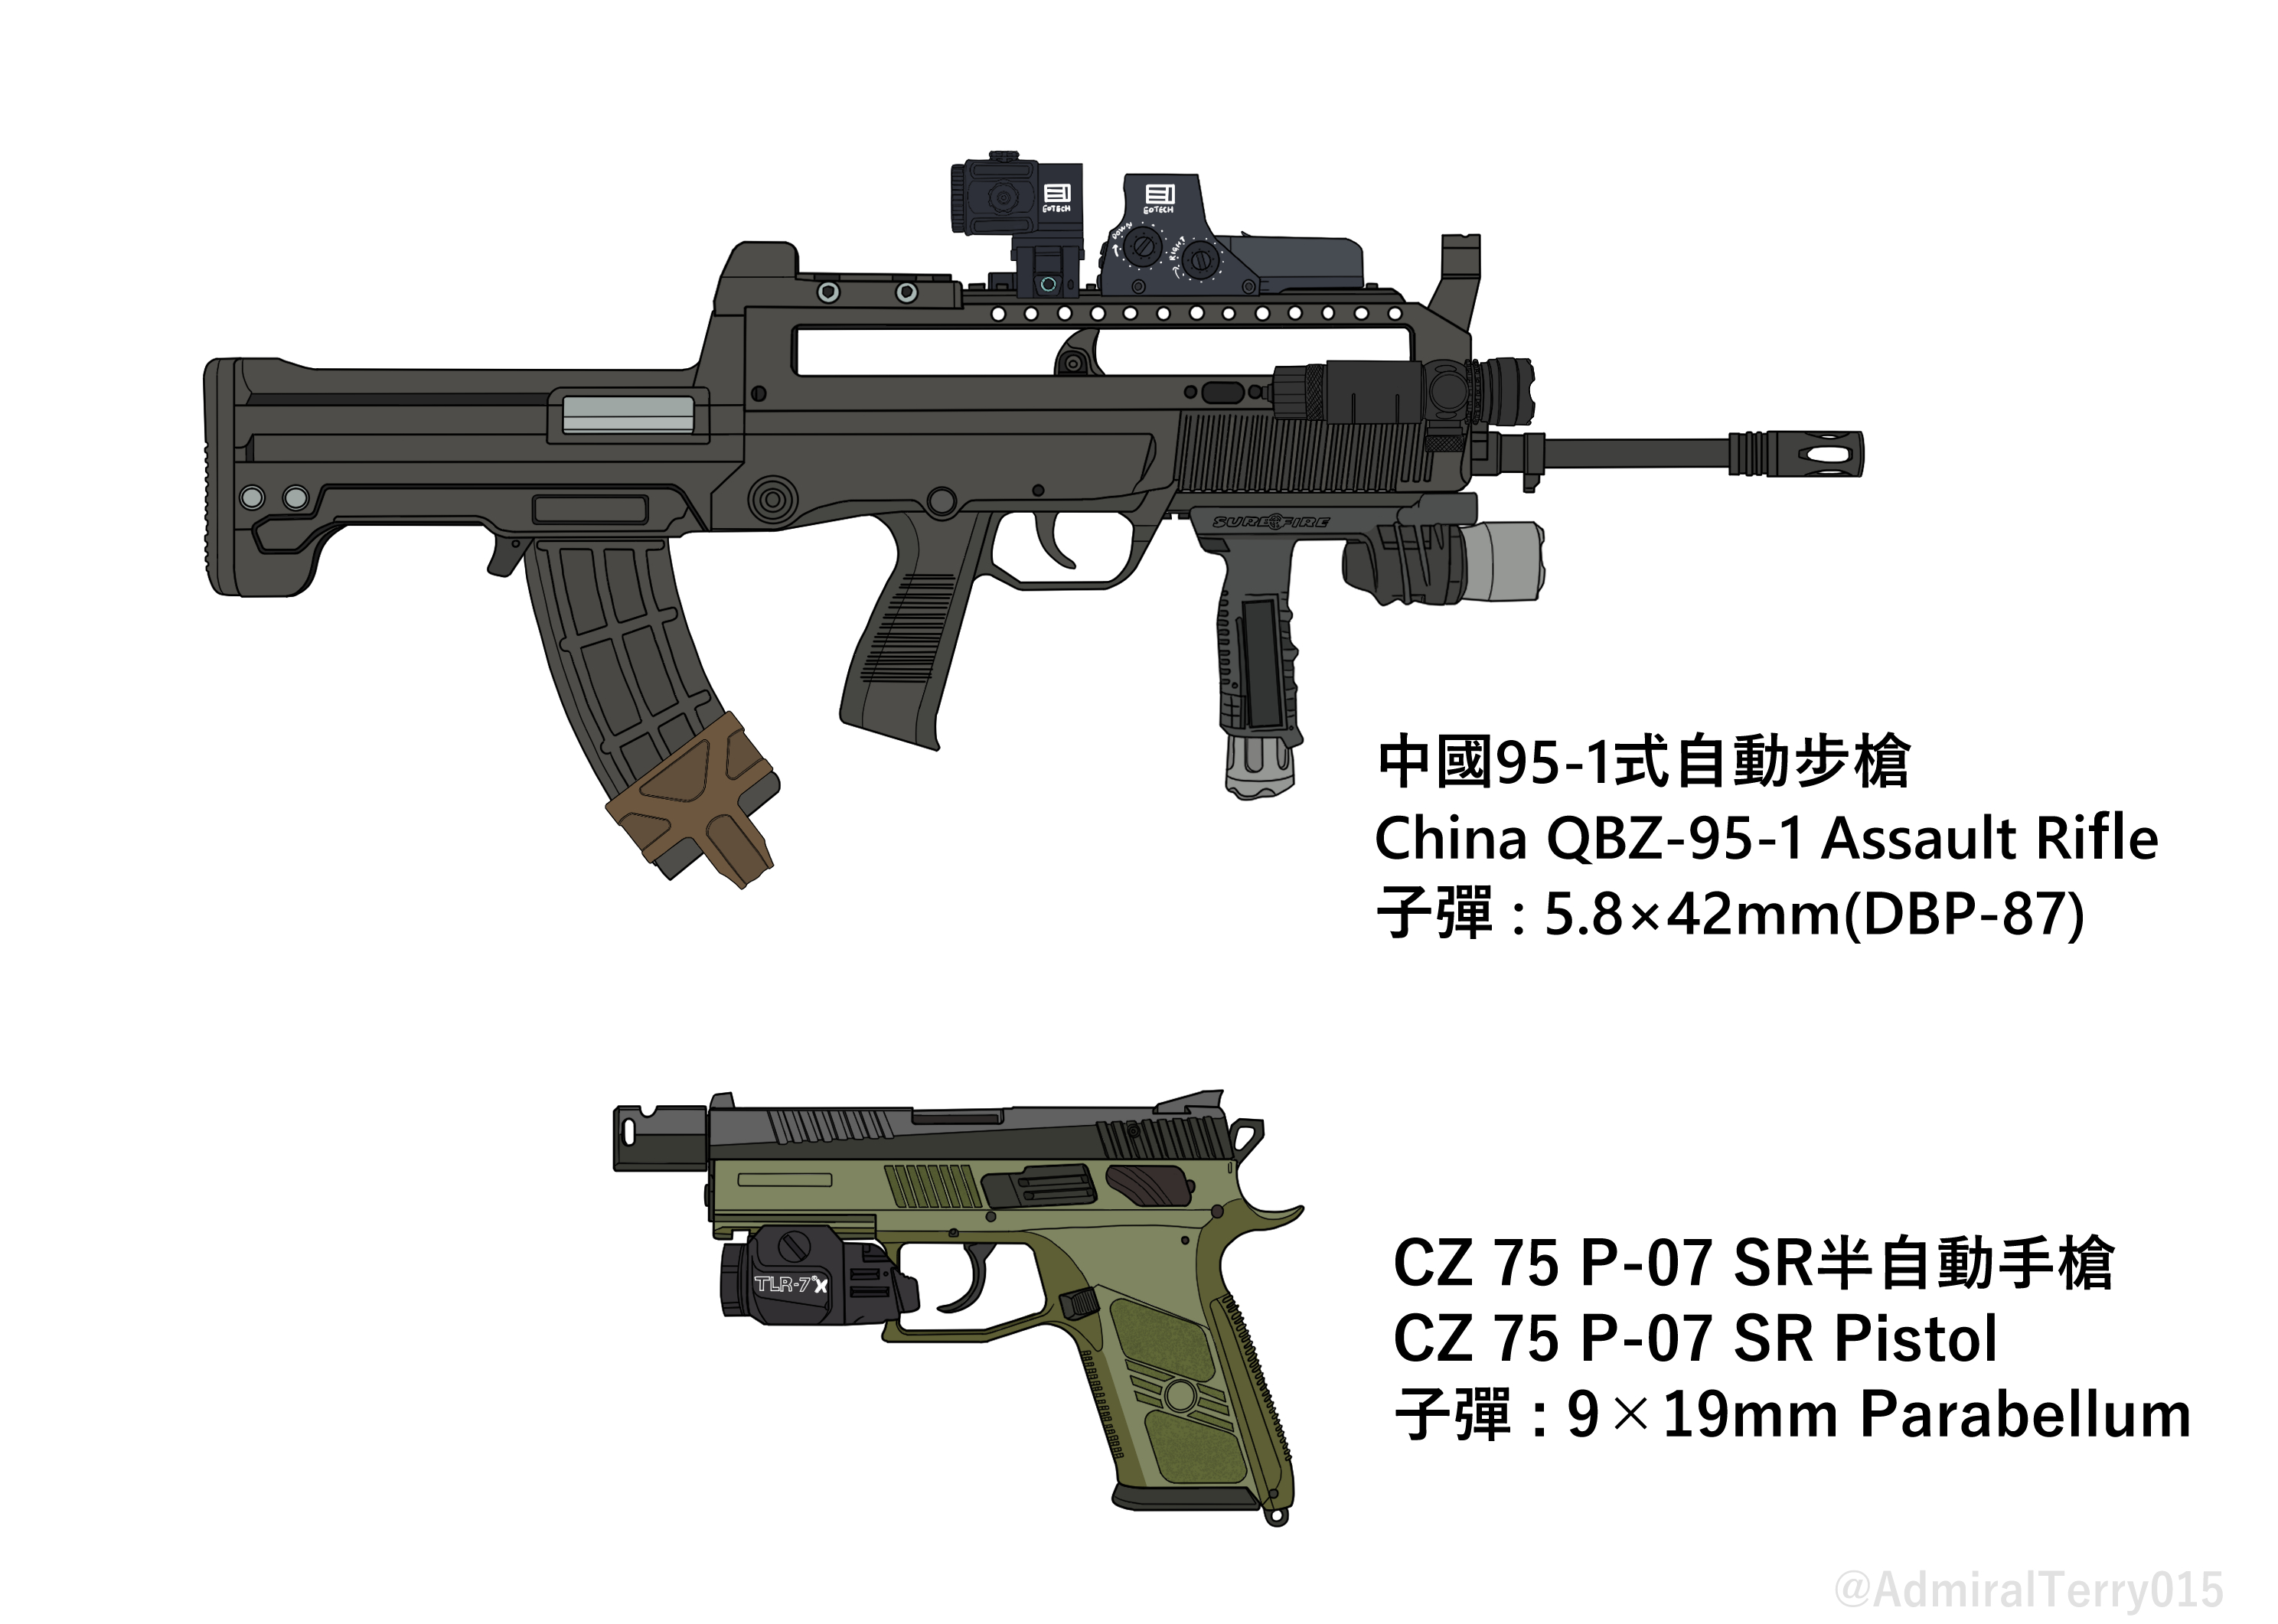 EOTECH
EOTECH
DOWN
RIGHT
SUREFIRE
中國95-1式自動步槍
China QBZ-95-1 Assault Rifle
子彈：5.8×42mm(DBP-87)
TLR-7®X
CZ 75 P-07 SR半自動手槍
CZ 75 P-07 SR Pistol
子彈：9×19mm Parabellum
@AdmiralTerry015